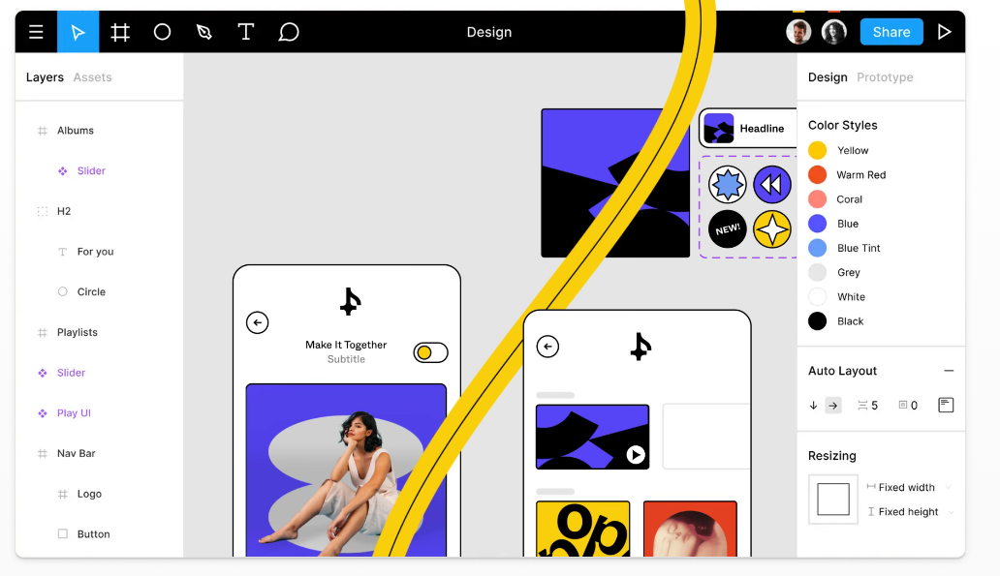 Design
Share
Layers Assets
Albums
Slider
H2
For you
Circle
Playlists
Slider
Play UI
Nav Bar
Logo
Button
Headline
NEW!
Make It Together
Subtitle
Design Prototype
Color Styles
Yellow
Warm Red
Coral
Blue
Blue Tint
Grey
White
Black
Auto Layout
5 0
Resizing
Fixed width
Fixed height